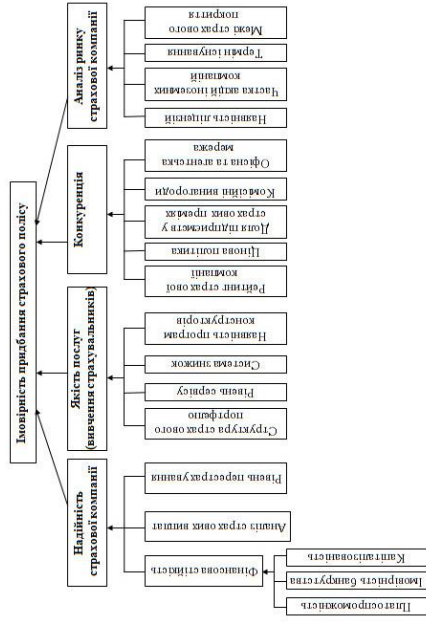 Імовірність придбання страхового полісу
Надійність
страхової компанії
Якість послуг
(вивчення страхувальників)
Конкуренція
Аналіз ринку
страхової компанії
Фінансова стійкість
Аналіз страхових виплат
Рівень перестрахування
Платоспроможність
Імовірність банкрутства
Капіталізованість
Структура страхового
портфелю
Рівень сервісу
Система знижок
Наявність програм
конструкторів
Рейтинг страхової
компанії
Цінова політика
Доля підприємств у
страхових преміях
Комісійні винагороди
Офісна та агентська
мережа
Наявність ліцензій
Частка акцій іноземних
компаній
Термін існування
Межі страхового
покриття